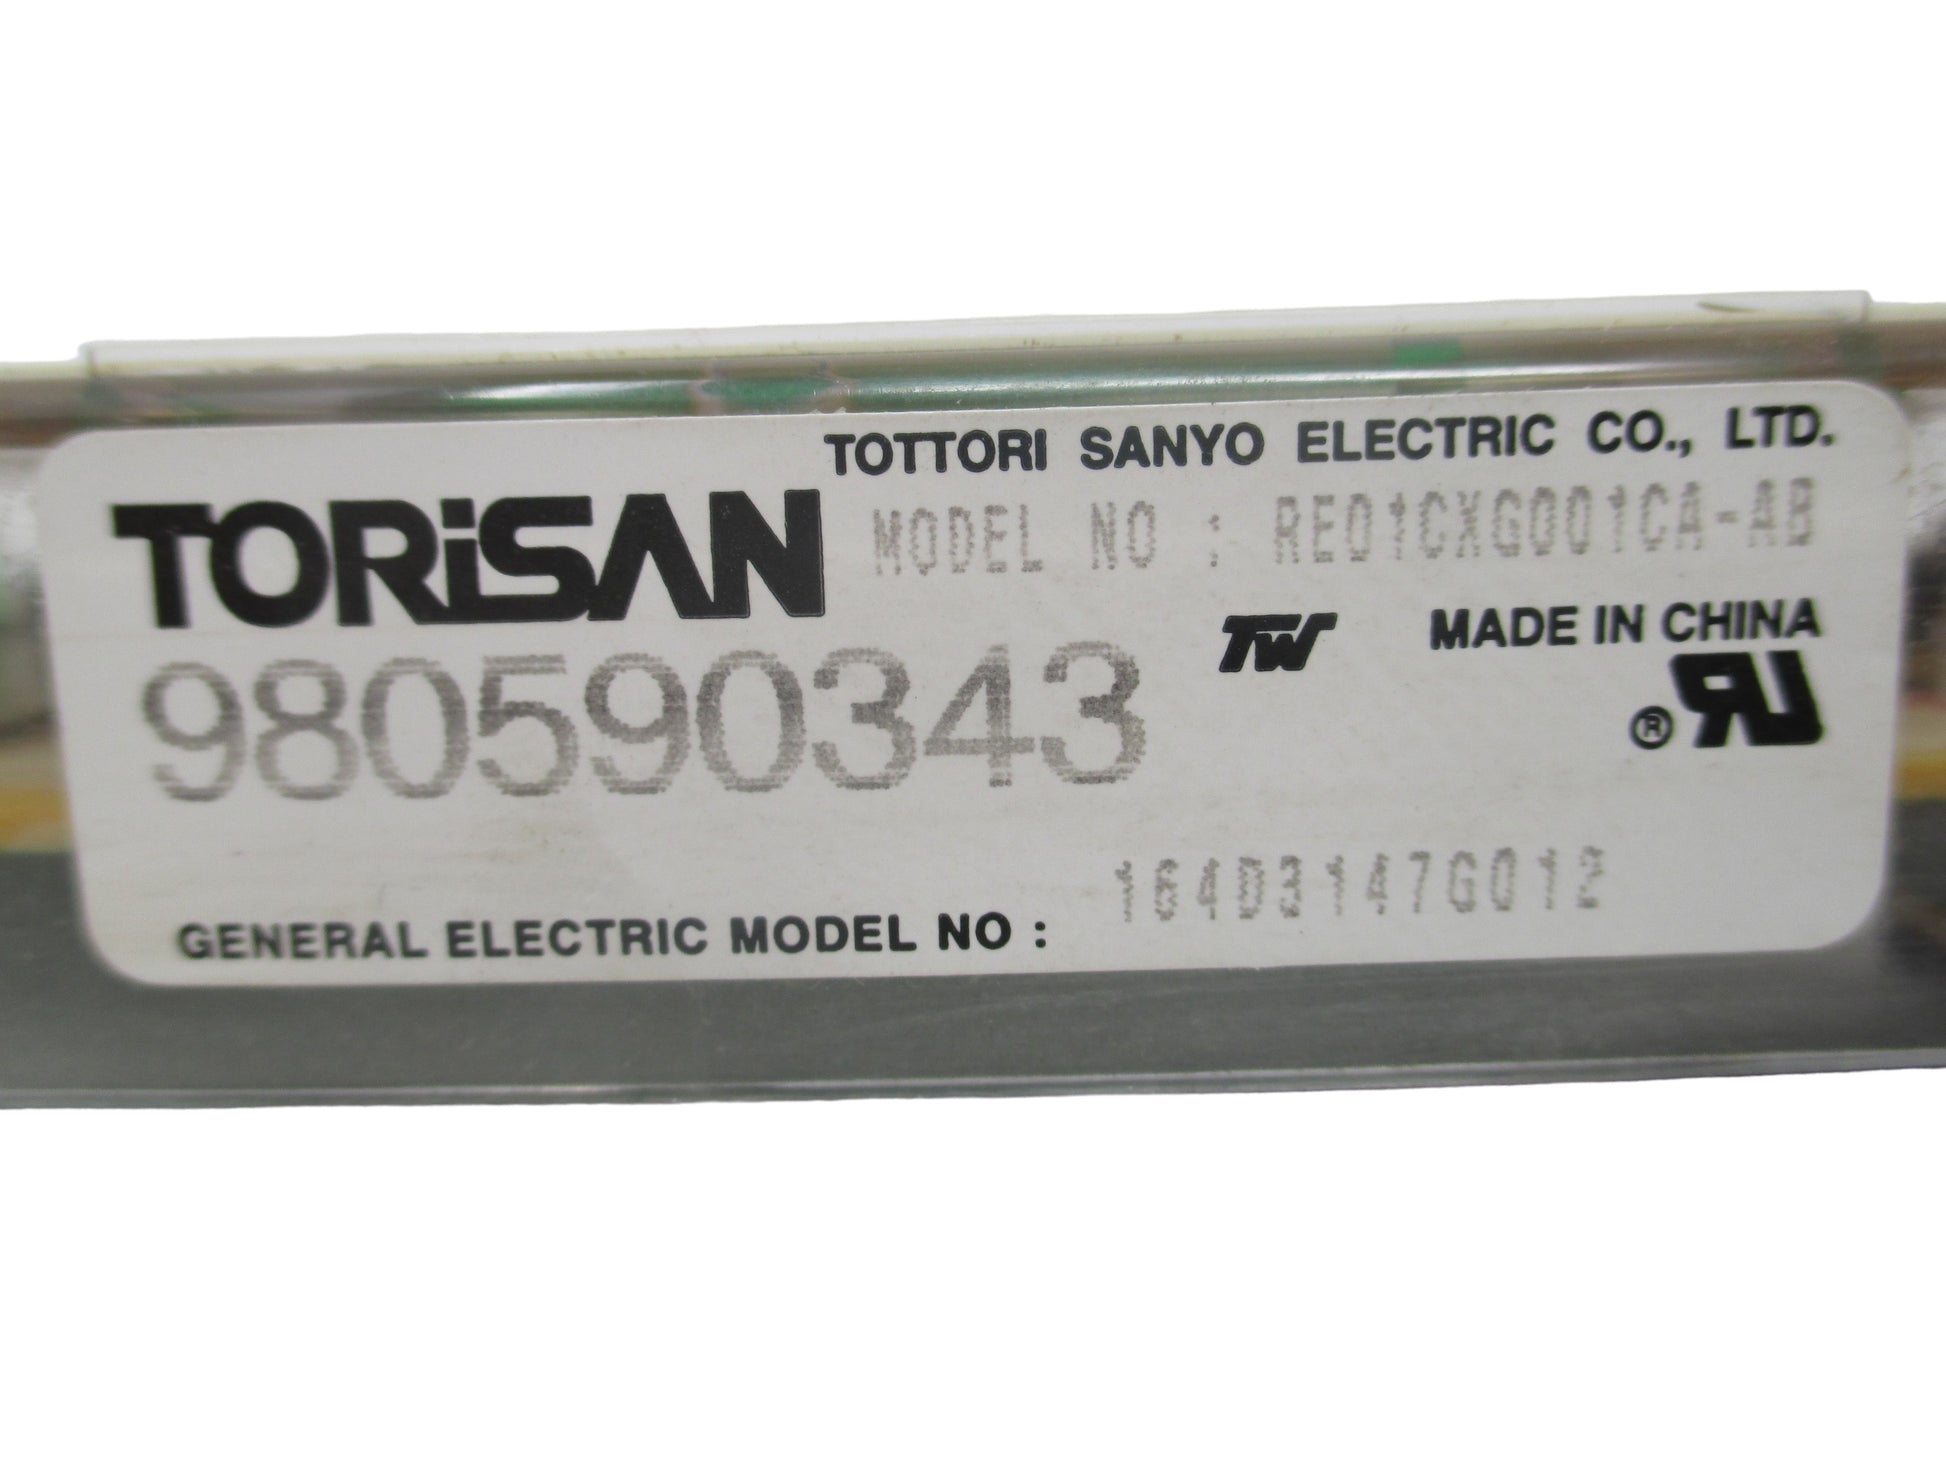 TOTTORI SANYO ELECTRIC CO., LTD.
TORiSAN
MODEL NO : RE01CXG001CA-AB
TW MADE IN CHINA
980590343
®
GENERAL ELECTRIC MODEL NO : 164D3147G012